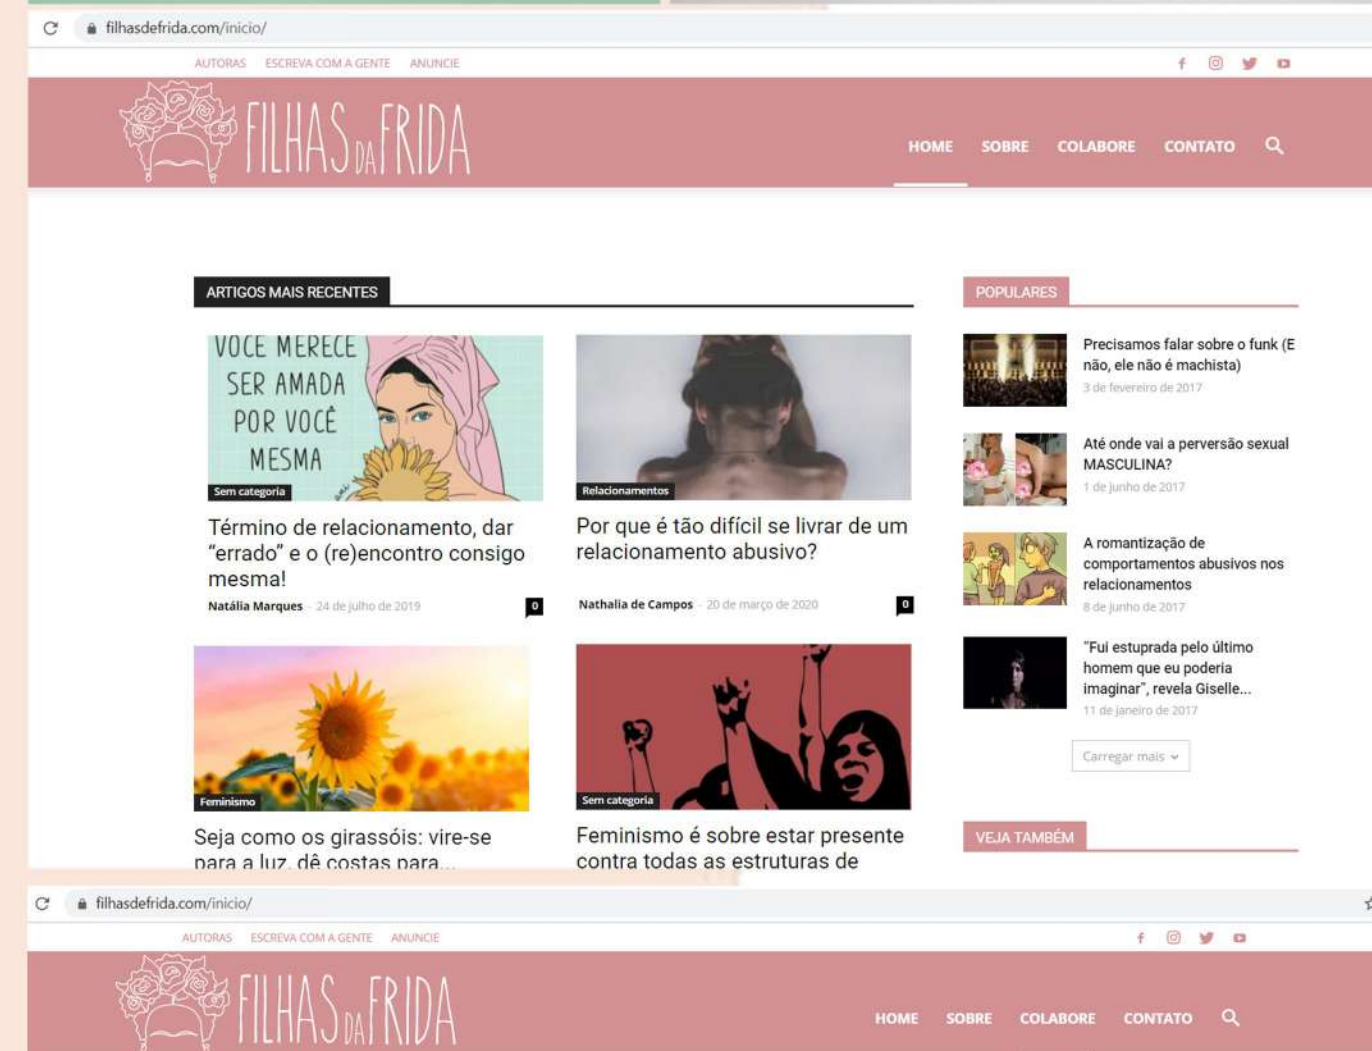 filhasdefrida.com/inicio/
AUTORAS ESCREVA COM A GENTE ANUNCIE
FILHAS DA FRIDA
HOME SOBRE COLABORE CONTATO
ARTIGOS MAIS RECENTES
VOCÊ MERECE
SER AMADA
POR VOCÊ
MESMA
Sem categoria
Término de relacionamento, dar
“errado” e o (re)encontro consigo
mesma!
Natália Marques - 24 de julho de 2019 0
Relacionamentos
Por que é tão difícil se livrar de um
relacionamento abusivo?
Nathalia de Campos - 20 de março de 2020 0
Feminismo
Seja como os girassóis: vire-se
para a luz, dê costas para...
Sem categoria
Feminismo é sobre estar presente
contra todas as estruturas de
POPULARES
Precisamos falar sobre o funk (E
não, ele não é machista)
3 de fevereiro de 2017
Até onde vai a perversão sexual
MASCULINA?
1 de junho de 2017
A romantização de
comportamentos abusivos nos
relacionamentos
8 de junho de 2017
“Fui estuprada pelo último
homem que eu poderia
imaginar”, revela Giselle...
11 de janeiro de 2017
Carregar mais
VEJA TAMBÉM
filhasdefrida.com/inicio/
AUTORAS ESCREVA COM A GENTE ANUNCIE
FILHAS DA FRIDA
HOME SOBRE COLABORE CONTATO